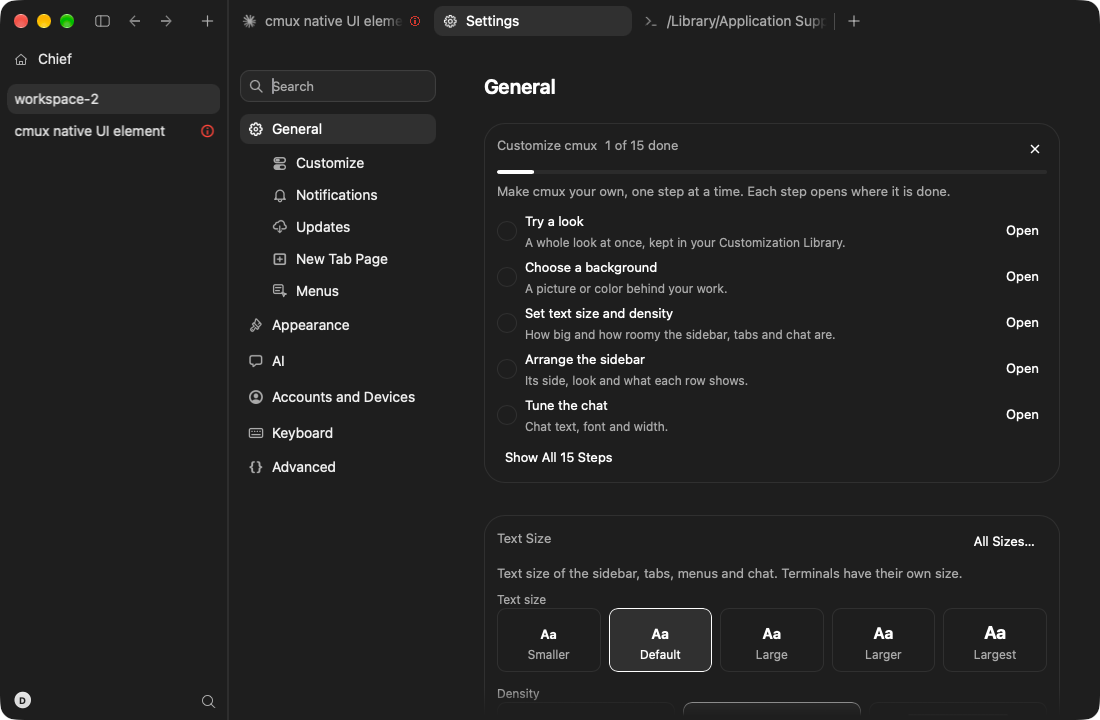 cmux native UI eleme
Settings
/Library/Application Supp
Chief
workspace-2
cmux native UI element
D
Search
General
Customize
Notifications
Updates
New Tab Page
Menus
Appearance
AI
Accounts and Devices
Keyboard
Advanced
General
Customize cmux 1 of 15 done
Make cmux your own, one step at a time. Each step opens where it is done.
Try a look
A whole look at once, kept in your Customization Library.
Open
Choose a background
A picture or color behind your work.
Open
Set text size and density
How big and how roomy the sidebar, tabs and chat are.
Open
Arrange the sidebar
Its side, look and what each row shows.
Open
Tune the chat
Chat text, font and width.
Open
Show All 15 Steps
Text Size
All Sizes...
Text size of the sidebar, tabs, menus and chat. Terminals have their own size.
Text size
Aa
Smaller
Aa
Default
Aa
Large
Aa
Larger
Aa
Largest
Density